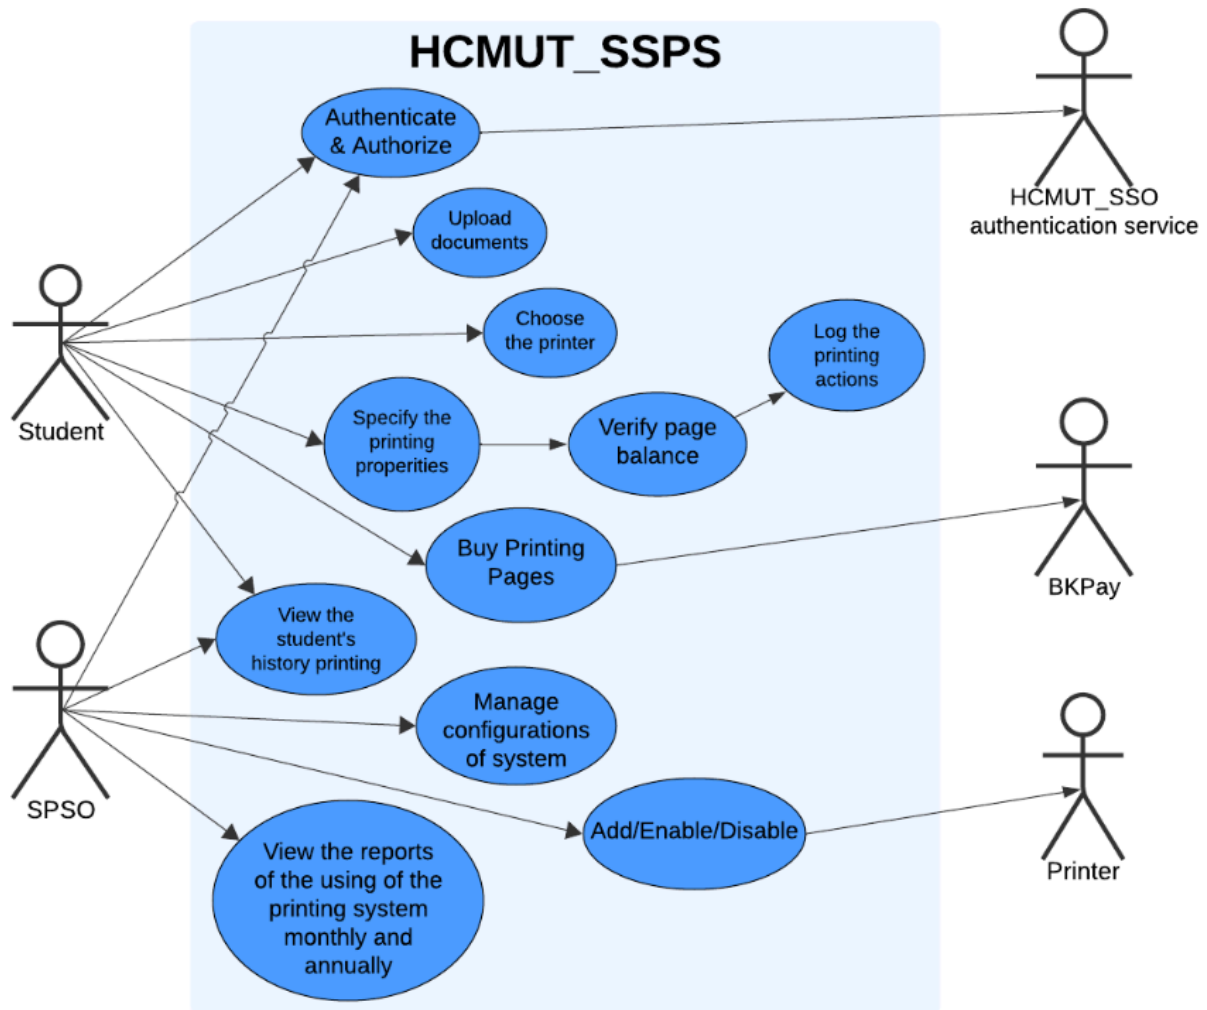 HCMUT_SSPS
Authenticate
& Authorize
HCMUT_SSO
authentication service
Upload
documents
Choose
the printer
Log the
printing
actions
Student
Specify the
printing
properities
Verify page
balance
Buy Printing
Pages
BKPay
View the
student's
history printing
SPSO
Manage
configurations
of system
Add/Enable/Disable
Printer
View the reports
of the using of the
printing system
monthly and
annually